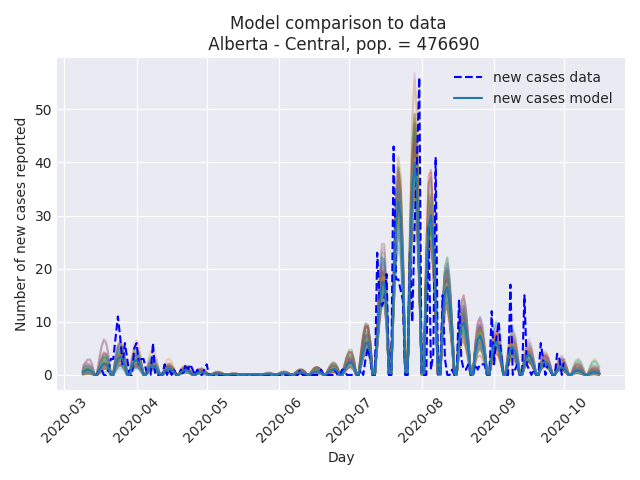 Model comparison to data
Alberta - Central, pop. = 476690
new cases data
new cases model
Number of new cases reported
50
40
30
20
10
0
2020-03
2020-04
2020-05
2020-06
2020-07
2020-08
2020-09
2020-10
Day